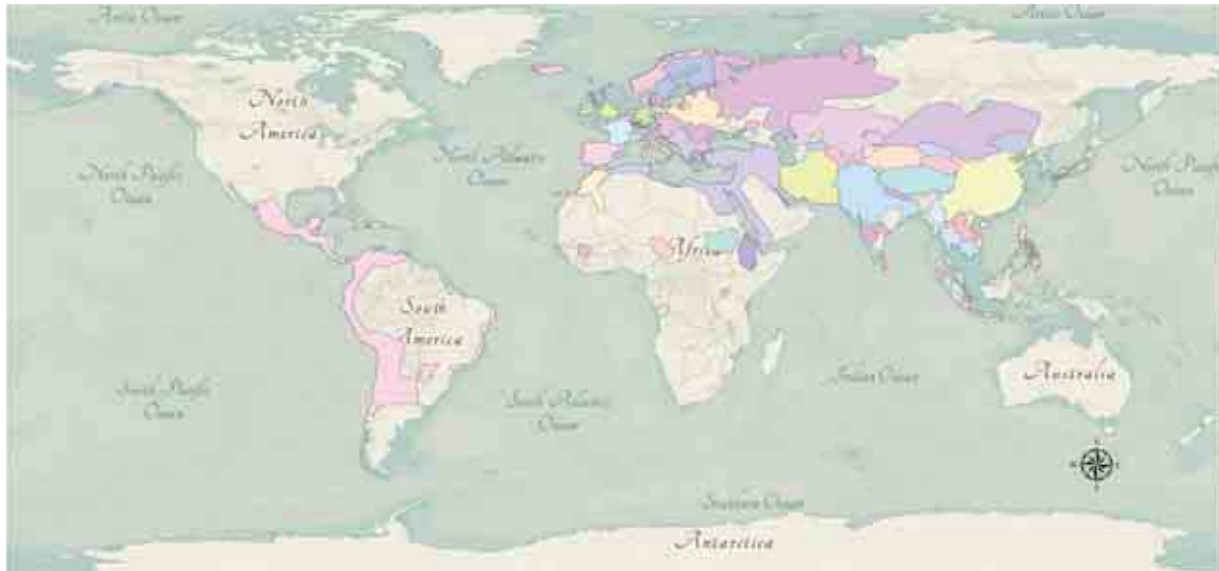 Arctic Ocean
Arctic Ocean
North
America
North Atlantic
Ocean
North Pacific
Ocean
North Pacific
Ocean
Africa
South
America
Indian Ocean
Australia
South Pacific
Ocean
South Atlantic
Ocean
Southern Ocean
Antarctica